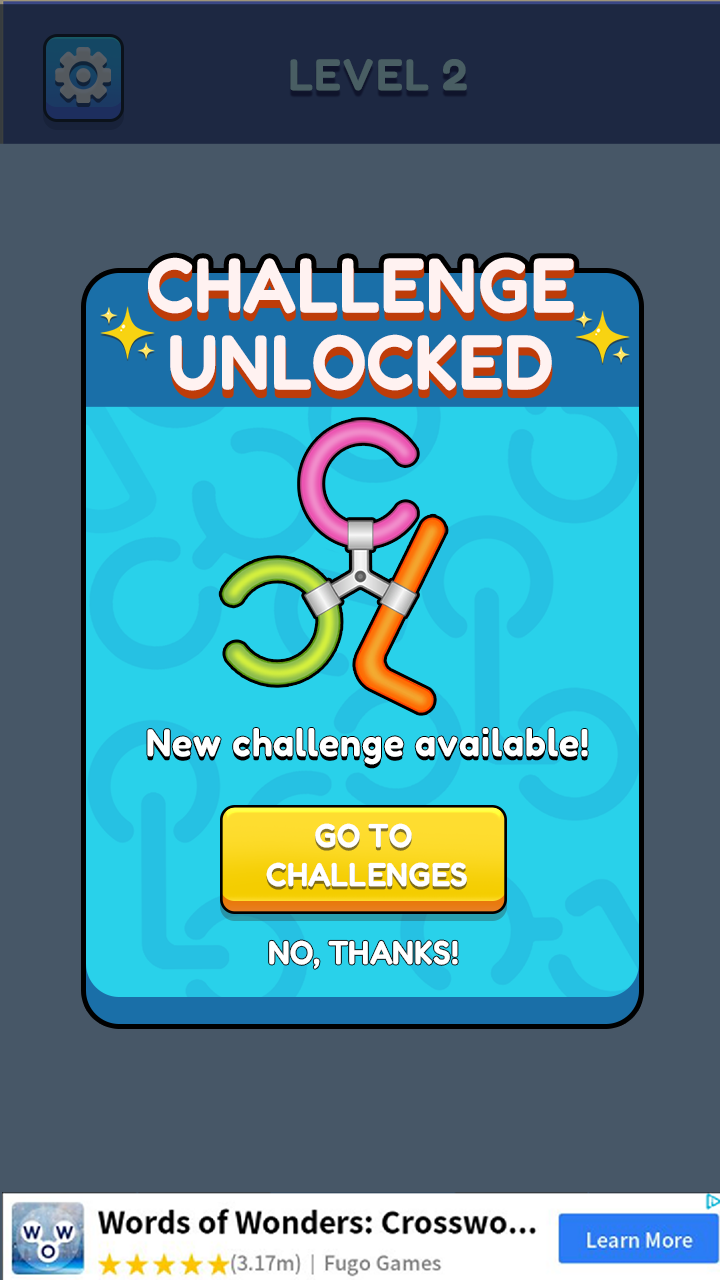 LEVEL 2
CHALLENGE
UNLOCKED
New challenge available!
GO TO
CHALLENGES
NO, THANKS!
W W
O
Words of Wonders: Crosswo...
(3.17m) | Fugo Games
Learn More